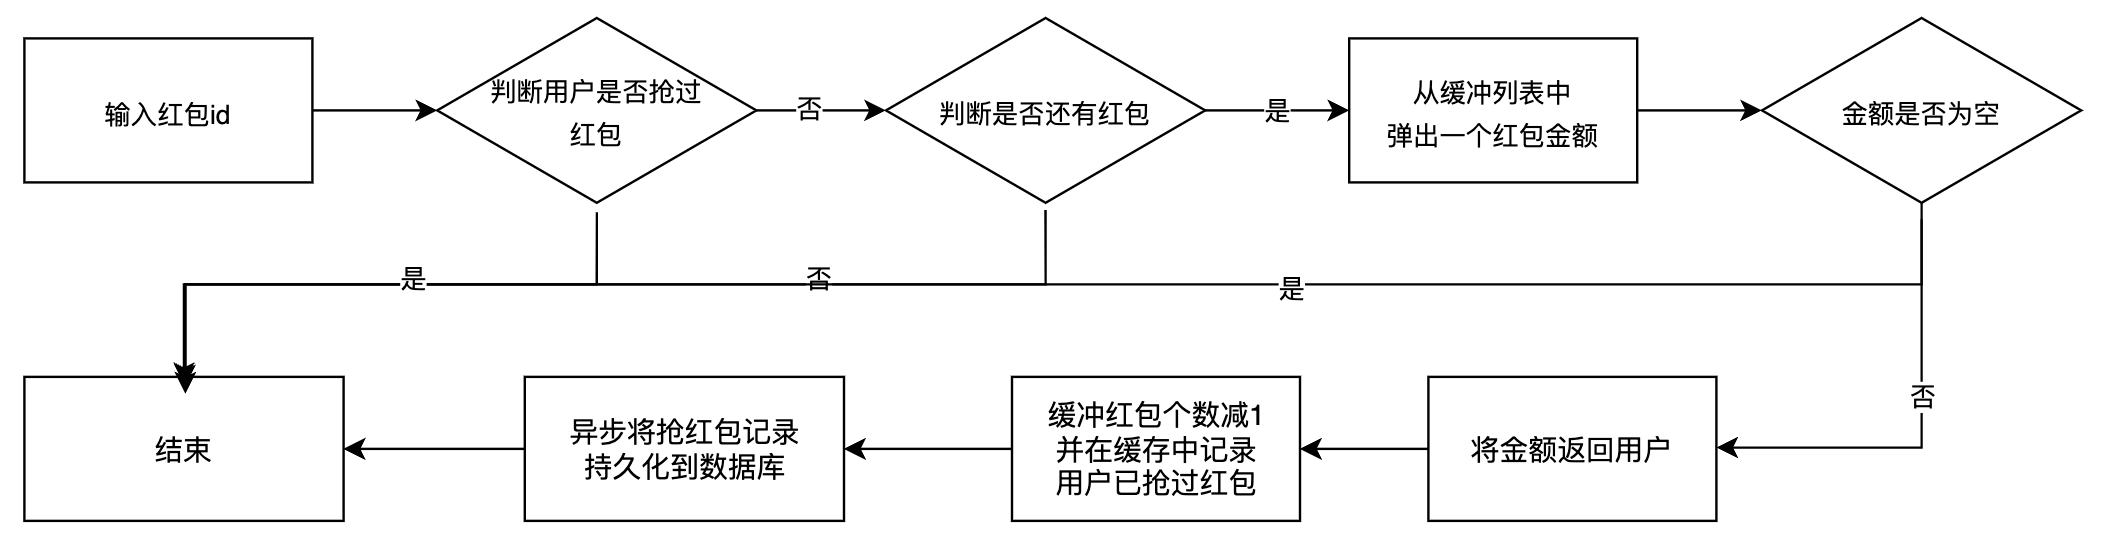 输入红包id
判断用户是否抢过
红包
否
判断是否还有红包
是
从缓冲列表中
弹出一个红包金额
金额是否为空
是
否
是
否
结束
异步将抢红包记录
持久化到数据库
缓冲红包个数减1
并在缓存中记录
用户已抢过红包
将金额返回用户